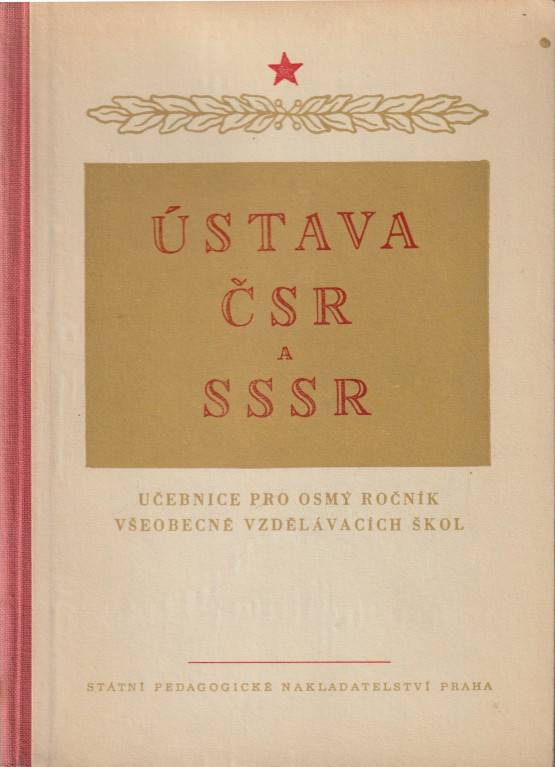 ÚSTAVA
ČSR
A
SSSR
UČEBNICE PRO OSMÝ ROČNÍK
VŠEOBECNĚ VZDĚLÁVACÍCH ŠKOL
STÁTNÍ PEDAGOGICKÉ NAKLADATELSTVÍ PRAHA